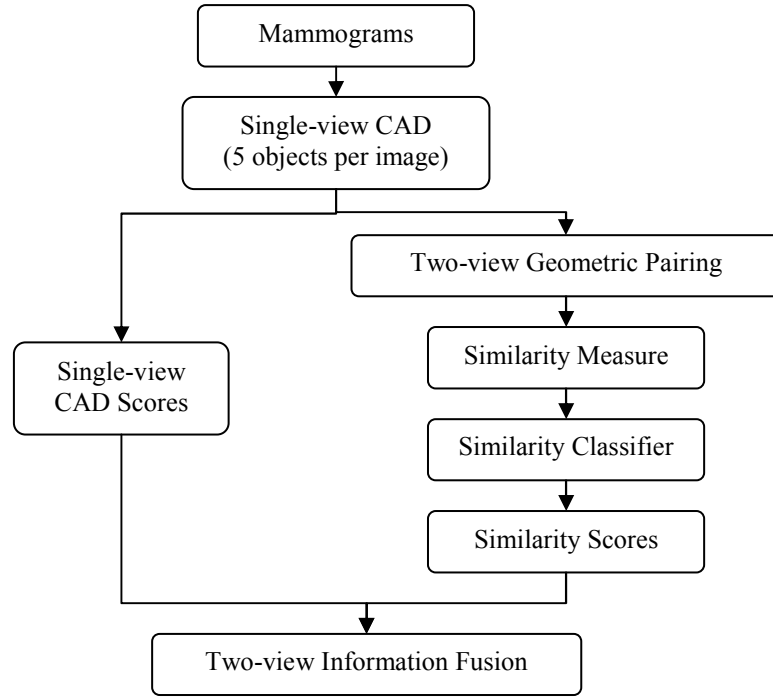 Mammograms
Single-view CAD
(5 objects per image)
Two-view Geometric Pairing
Similarity Measure
Single-view
CAD Scores
Similarity Classifier
Similarity Scores
Two-view Information Fusion